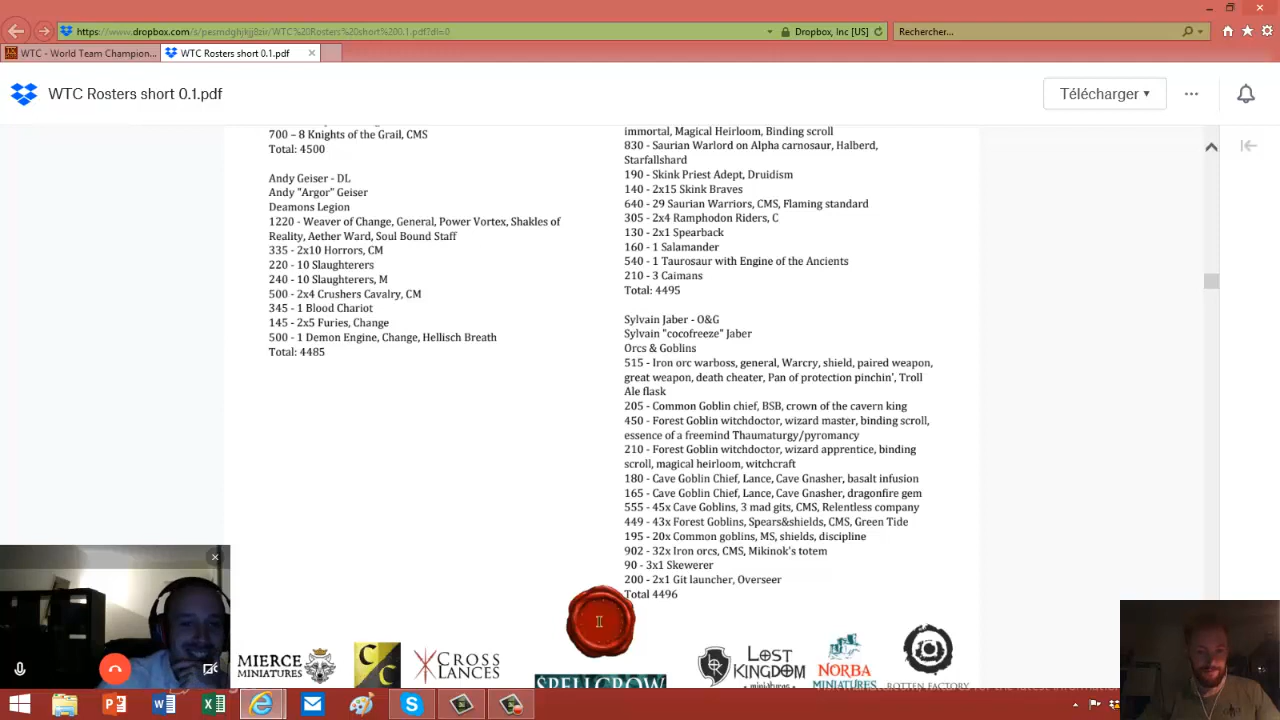 https://www.dropbox.com/s/pesmdghjkjj8zir/WTC%20Rosters%20short%200.1.pdf?dl=0
Dropbox, Inc [US]
Rechercher...
WTC - World Team Champion...
WTC Rosters short 0.1.pdf
WTC Rosters short 0.1.pdf
Télécharger
700 – 8 Knights of the Grail, CMS
Total: 4500
Andy Geiser - DL
Andy "Argor" Geiser
Deamons Legion
1220 - Weaver of Change, General, Power Vortex, Shakles of
Reality, Aether Ward, Soul Bound Staff
335 - 2x10 Horrors, CM
220 - 10 Slaughterers
240 - 10 Slaughterers, M
500 - 2x4 Crushers Cavalry, CM
345 - 1 Blood Chariot
145 - 2x5 Furies, Change
500 - 1 Demon Engine, Change, Hellisch Breath
Total: 4485
immortal, Magical Heirloom, Binding scroll
830 - Saurian Warlord on Alpha carnosaur, Halberd,
Starfallshard
190 - Skink Priest Adept, Druidism
140 - 2x15 Skink Braves
640 - 29 Saurian Warriors, CMS, Flaming standard
305 - 2x4 Ramphodon Riders, C
130 - 2x1 Spearback
160 - 1 Salamander
540 - 1 Taurosaur with Engine of the Ancients
210 - 3 Caimans
Total: 4495
Sylvain Jaber - O&G
Sylvain "cocofreeze" Jaber
Orcs & Goblins
515 - Iron orc warboss, general, Warcry, shield, paired weapon,
great weapon, death cheater, Pan of protection pinchin', Troll
Ale flask
205 - Common Goblin chief, BSB, crown of the cavern king
450 - Forest Goblin witchdoctor, wizard master, binding scroll,
essence of a freemind Thaumaturgy/pyromancy
210 - Forest Goblin witchdoctor, wizard apprentice, binding
scroll, magical heirloom, witchcraft
180 - Cave Goblin Chief, Lance, Cave Gnasher, basalt infusion
165 - Cave Goblin Chief, Lance, Cave Gnasher, dragonfire gem
555 - 45x Cave Goblins, 3 mad gits, CMS, Relentless company
449 - 43x Forest Goblins, Spears&shields, CMS, Green Tide
195 - 20x Common goblins, MS, shields, discipline
902 - 32x Iron orcs, CMS, Mikinok's totem
90 - 3x1 Skewerer
200 - 2x1 Git launcher, Overseer
Total 4496
MIERCE
MINIATURES
CROSS
LANCES
SPELLCROW
LOST
KINGDOM
miniatures
NORBA
MINIATURES
ROTTEN FACTORY